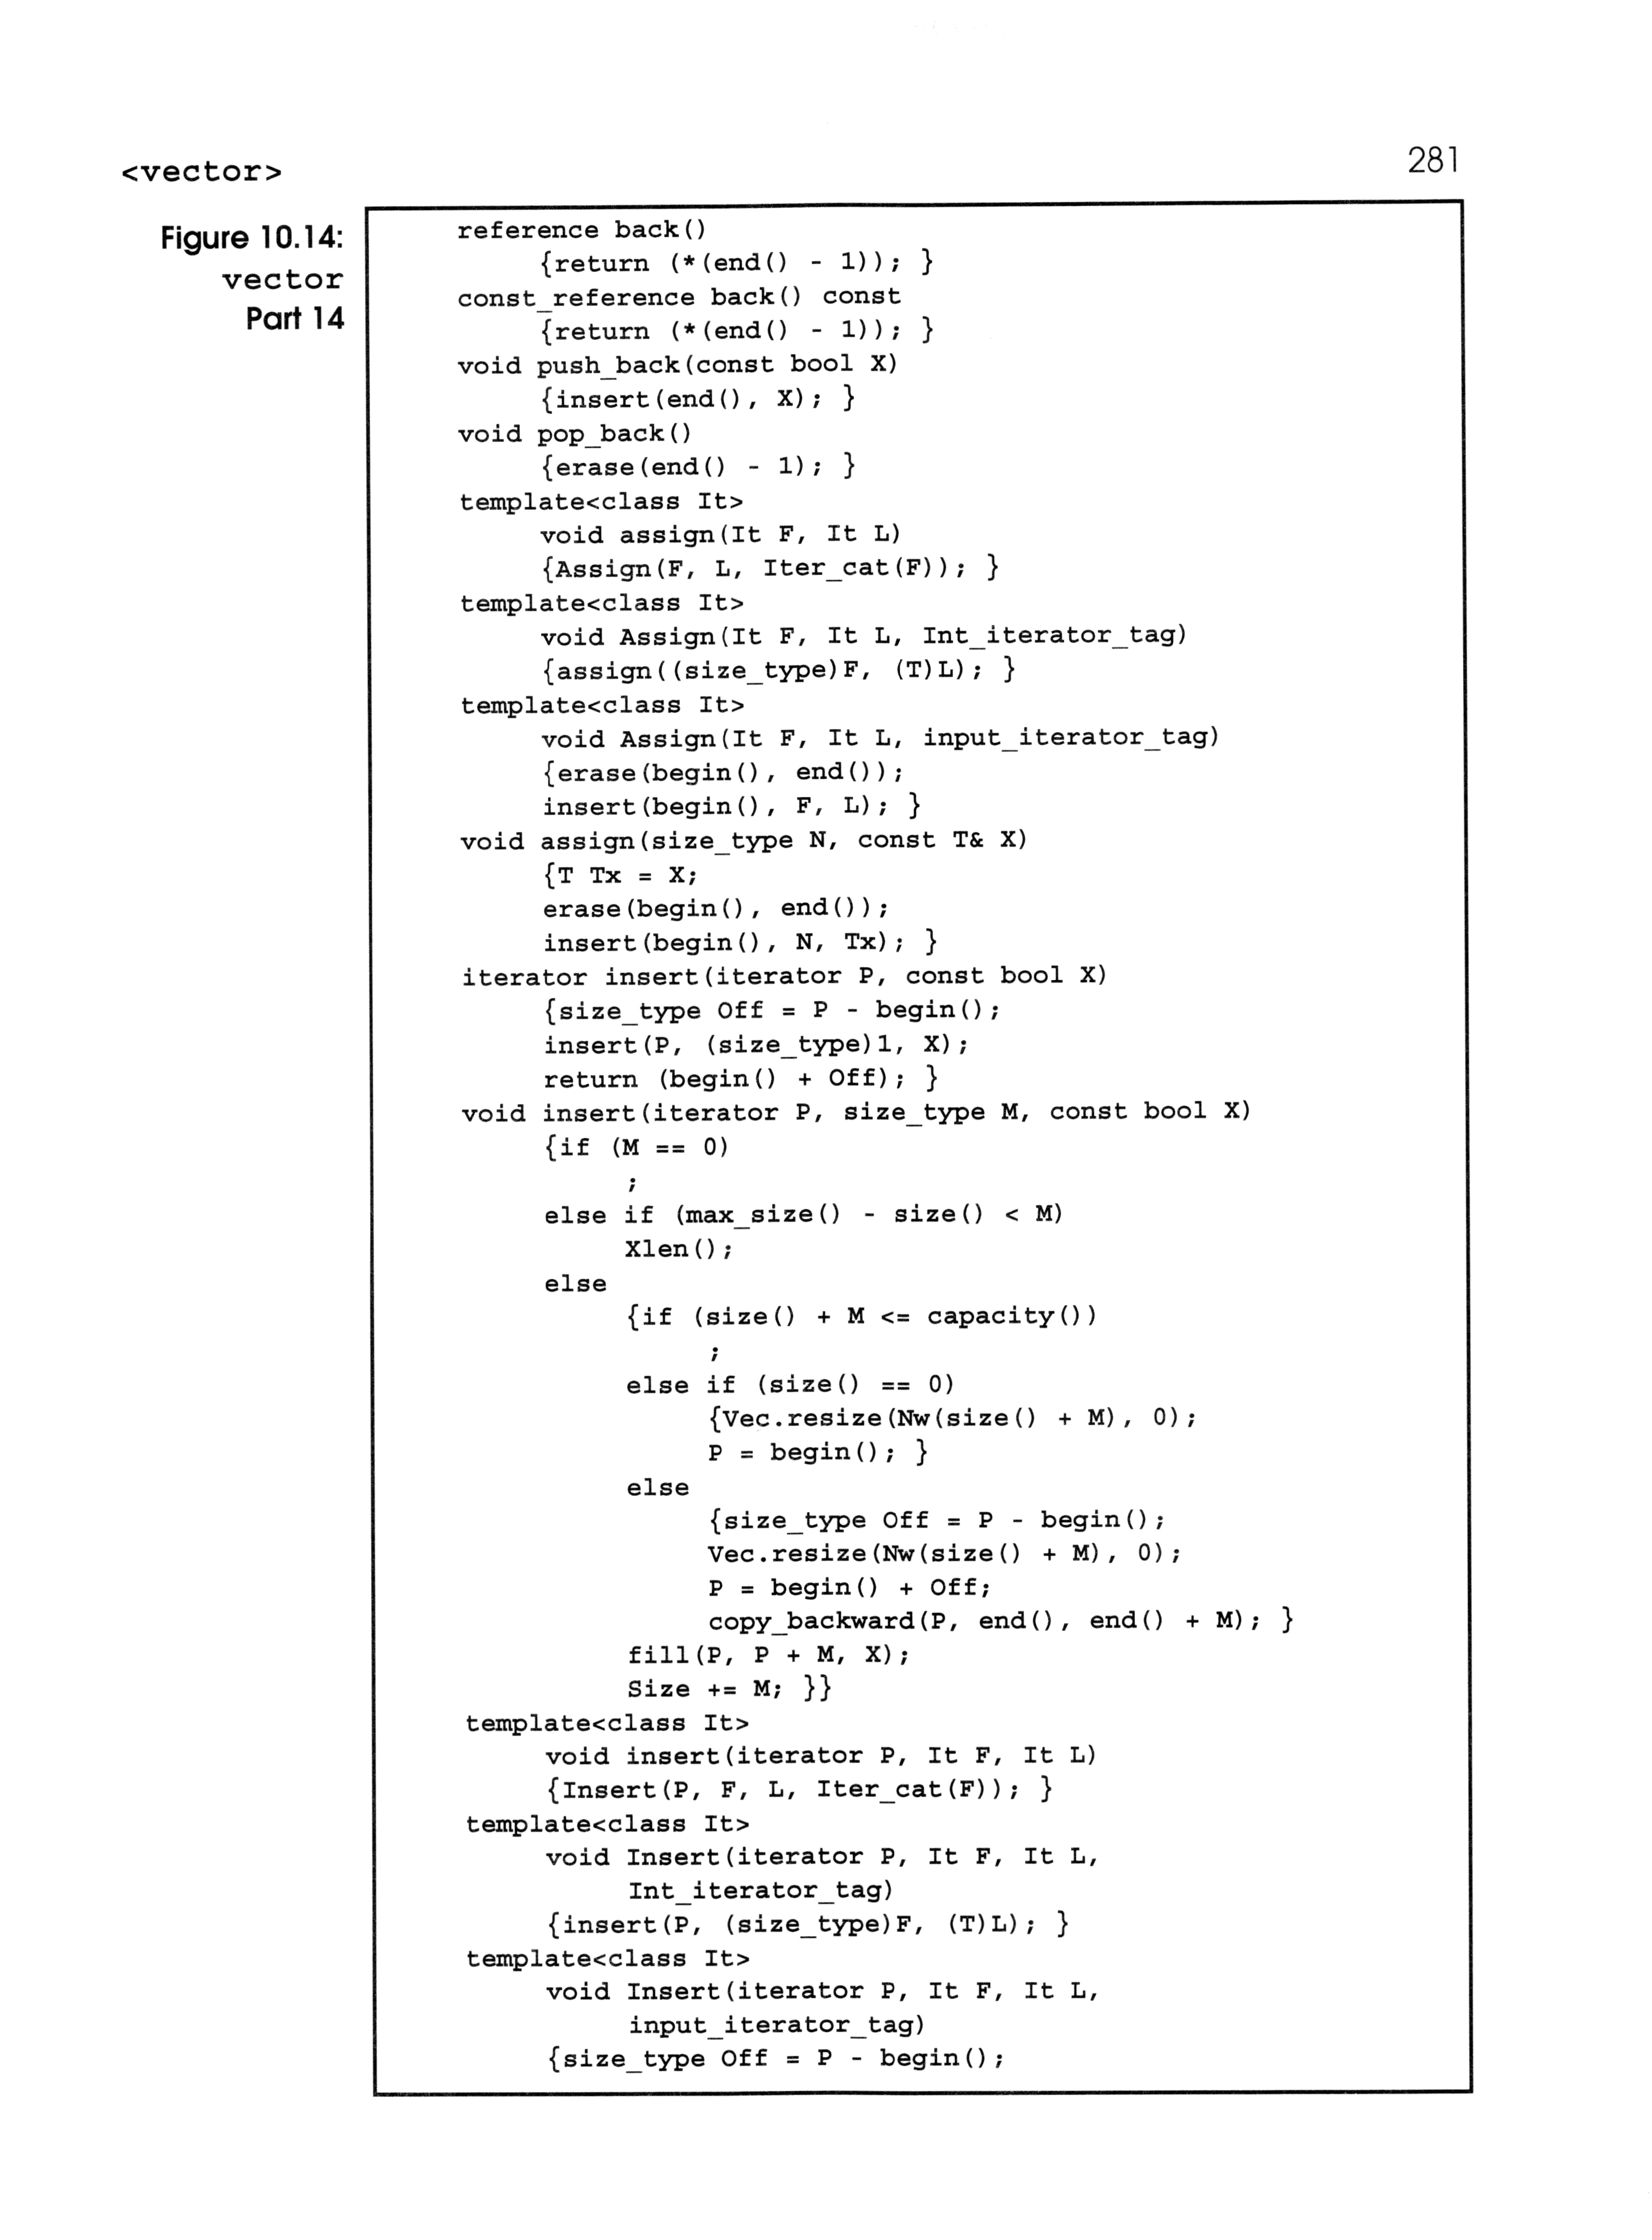 <vector>
281
Figure 10.14:
vector
Part 14
reference back()
{return (*(end() - 1)); }
const_reference back() const
{return (*(end() - 1)); }
void push_back(const bool X)
{insert(end(), X); }
void pop_back()
{erase(end() - 1); }
template<class It>
void assign(It F, It L)
{Assign(F, L, Iter_cat(F)); }
template<class It>
void Assign(It F, It L, Int_iterator_tag)
{assign((size_type)F, (T)L); }
template<class It>
void Assign(It F, It L, input_iterator_tag)
{erase(begin(), end());
insert(begin(), F, L); }
void assign(size_type N, const T& X)
{T Tx = X;
erase(begin(), end());
insert(begin(), N, Tx); }
iterator insert(iterator P, const bool X)
{size_type Off = P - begin();
insert(P, (size_type)1, X);
return (begin() + Off); }
void insert(iterator P, size_type M, const bool X)
{if (M == 0)
;
else if (max_size() - size() < M)
Xlen();
else
{if (size() + M <= capacity())
;
else if (size() == 0)
{Vec.resize(Nw(size() + M), 0);
P = begin(); }
else
{size_type Off = P - begin();
Vec.resize(Nw(size() + M), 0);
P = begin() + Off;
copy_backward(P, end(), end() + M); }
fill(P, P + M, X);
Size += M; }}
template<class It>
void insert(iterator P, It F, It L)
{Insert(P, F, L, Iter_cat(F)); }
template<class It>
void Insert(iterator P, It F, It L,
Int_iterator_tag)
{insert(P, (size_type)F, (T)L); }
template<class It>
void Insert(iterator P, It F, It L,
input_iterator_tag)
{size_type Off = P - begin();